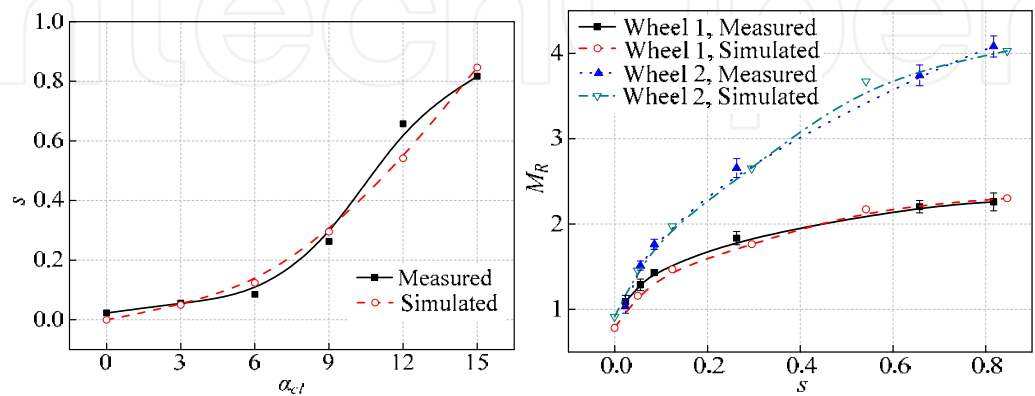 1.0
0.8
0.6
0.4
0.2
0.0
s
Measured
Simulated
0 3 6 9 12 15
α_cl
Wheel 1, Measured
Wheel 1, Simulated
Wheel 2, Measured
Wheel 2, Simulated
4
3
2
1
M_R
0.0 0.2 0.4 0.6 0.8
s